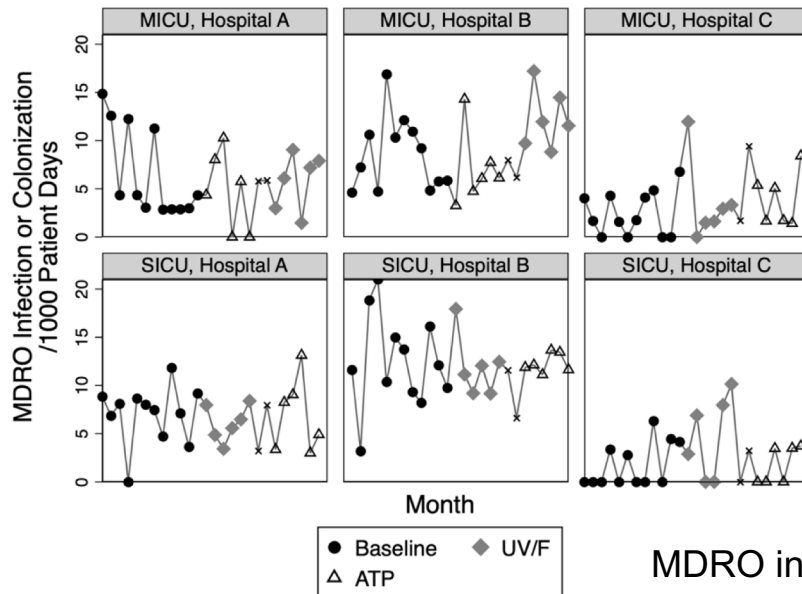 MICU, Hospital A MICU, Hospital B MICU, Hospital C
20
15
10
5
0
SICU, Hospital A SICU, Hospital B SICU, Hospital C
20
15
10
5
0
MDRO Infection or Colonization
/1000 Patient Days
Month
Baseline UV/F
ATP
MDRO in